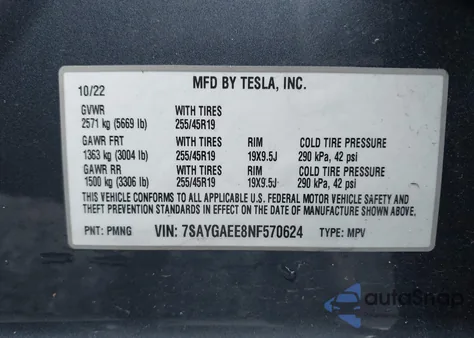 MFD BY TESLA, INC.
10/22
GVWR WITH TIRES
2571 kg (5669 lb) 255/45R19
GAWR FRT WITH TIRES RIM COLD TIRE PRESSURE
1363 kg (3004 lb) 255/45R19 19X9.5J 290 kPa, 42 psi
GAWR RR WITH TIRES RIM COLD TIRE PRESSURE
1500 kg (3306 lb) 255/45R19 19X9.5J 290 kPa, 42 psi
THIS VEHICLE CONFORMS TO ALL APPLICABLE U.S. FEDERAL MOTOR VEHICLE SAFETY AND
THEFT PREVENTION STANDARDS IN EFFECT ON THE DATE OF MANUFACTURE SHOWN ABOVE.
PNT: PMNG VIN: 7SAYGAEE8NF570624 TYPE: MPV
autoSnap